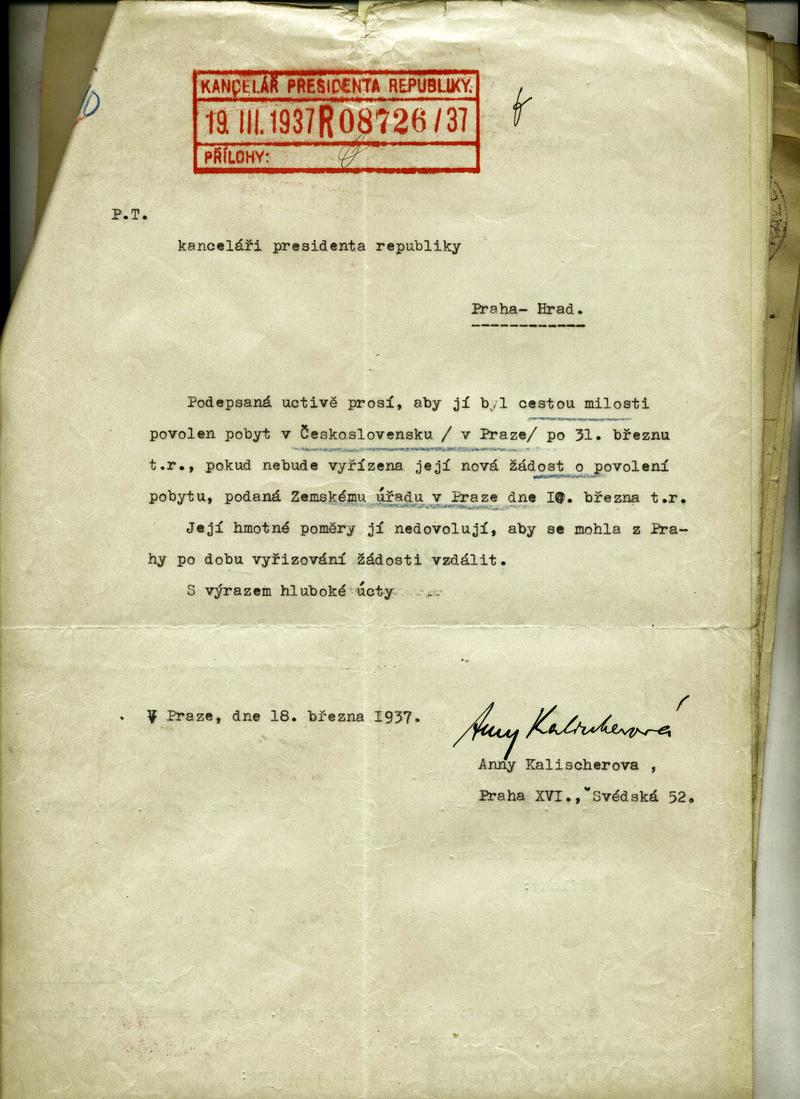 KANCELÁŘ PRESIDENTA REPUBLIKY.
19. III. 1937 R08726/37
PŘÍLOHY:
P.T.
kanceláři presidenta republiky
Praha- Hrad.
Podepsaná uctivě prosí, aby jí byl cestou milosti
povolen pobyt v Československu / v Praze/ po 31. březnu
t.r., pokud nebude vyřízena její nová žádost o povolení
pobytu, podaná Zemskému úřadu v Praze dne I0. března t.r.
Její hmotné poměry jí nedovolují, aby se mohla z Pra-
hy po dobu vyřizování žádosti vzdálit.
S výrazem hluboké úcty
V Praze, dne 18. března 1937.
Anny Kalischerová
Anny Kalischerova ,
Praha XVI., Švédská 52.